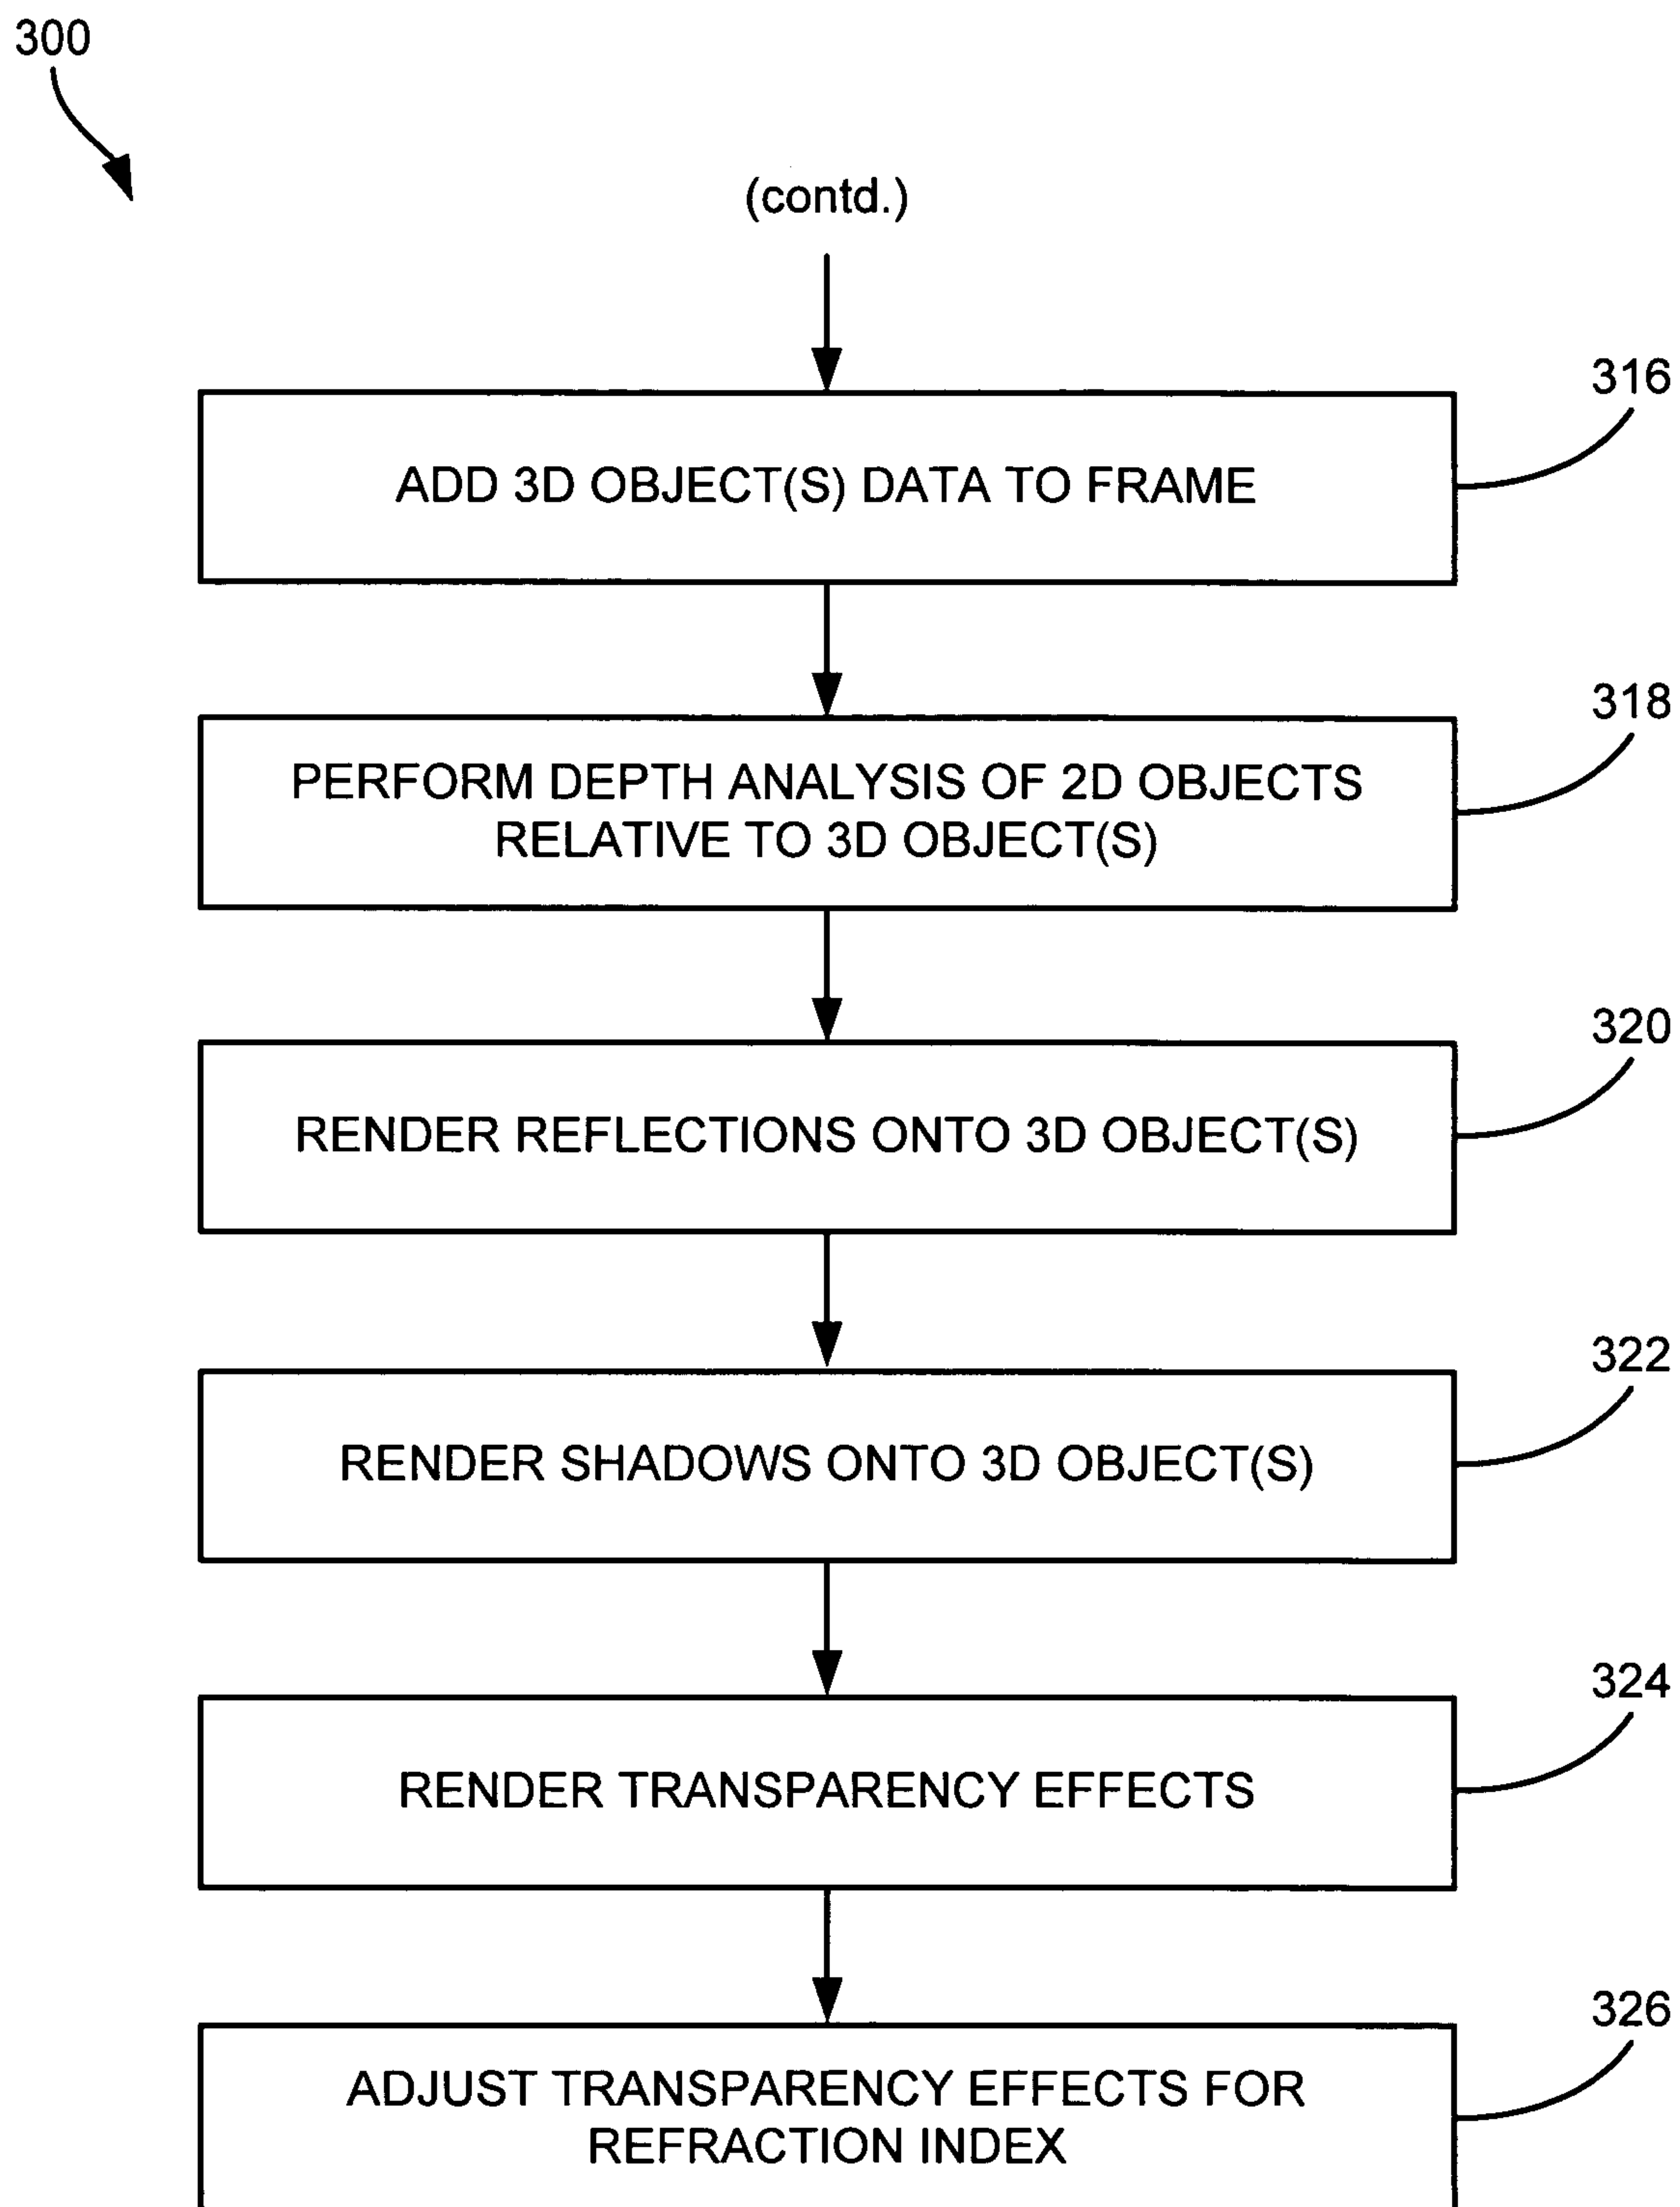 300
(contd.)
316
ADD 3D OBJECT(S) DATA TO FRAME
318
PERFORM DEPTH ANALYSIS OF 2D OBJECTS
RELATIVE TO 3D OBJECT(S)
320
RENDER REFLECTIONS ONTO 3D OBJECT(S)
322
RENDER SHADOWS ONTO 3D OBJECT(S)
324
RENDER TRANSPARENCY EFFECTS
326
ADJUST TRANSPARENCY EFFECTS FOR
REFRACTION INDEX